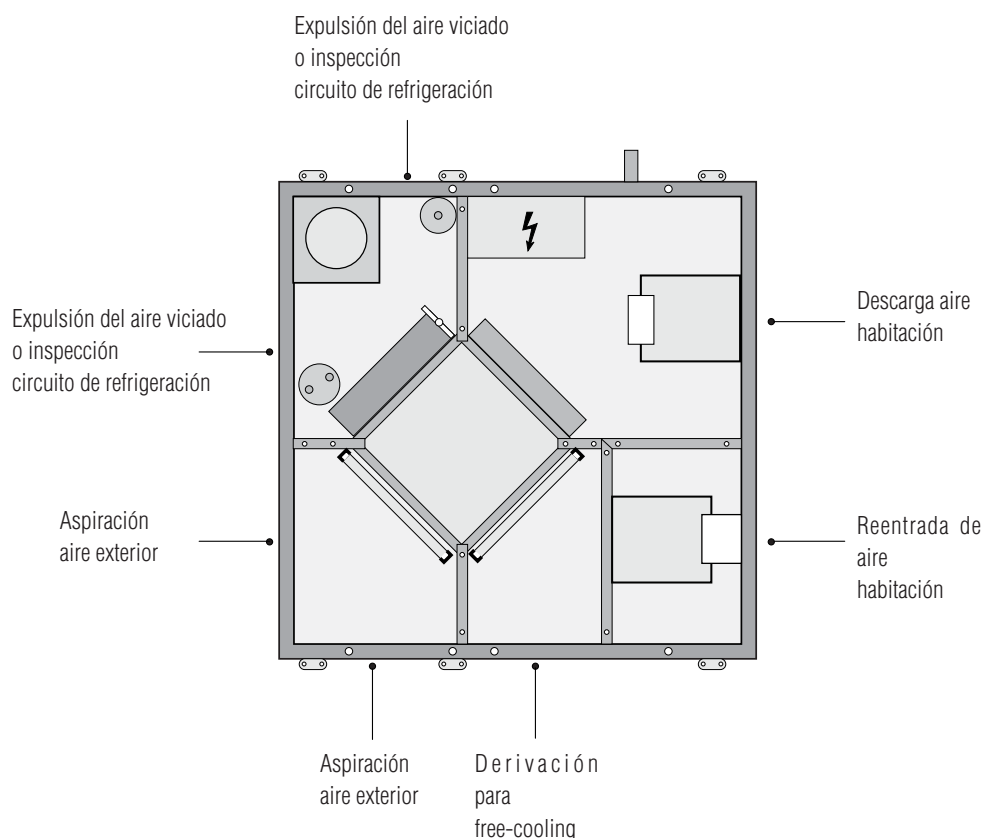 Expulsión del aire viciado
o inspección
circuito de refrigeración
Expulsión del aire viciado
o inspección
circuito de refrigeración
Descarga aire
habitación
Aspiración
aire exterior
Reentrada de
aire
habitación
Aspiración
aire exterior
Derivación
para
free-cooling